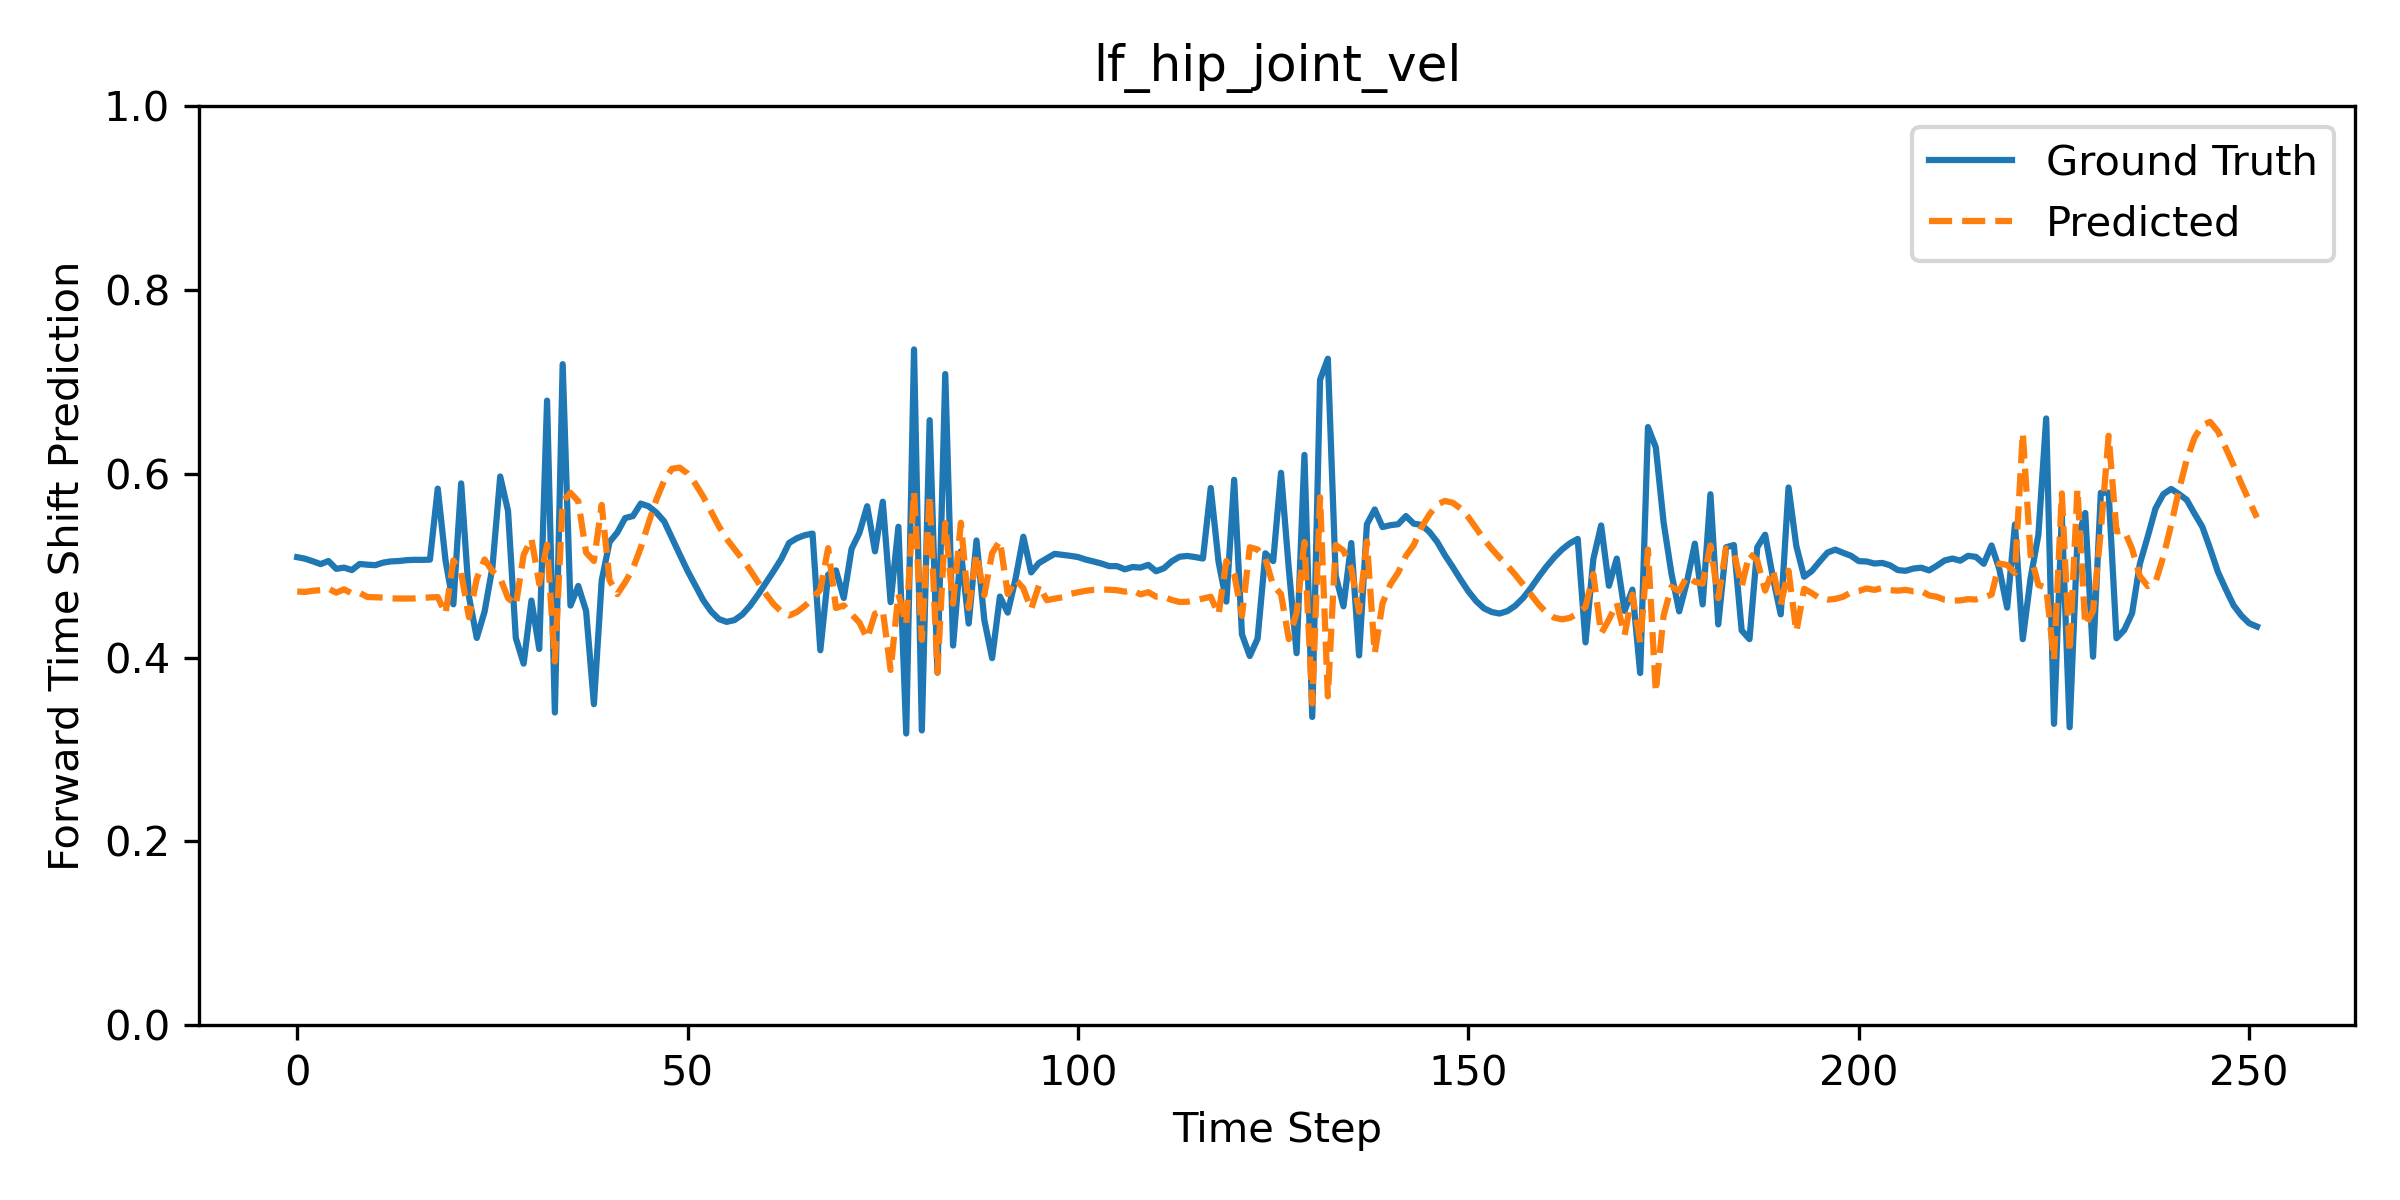 lf_hip_joint_vel
1.0
0.8
0.6
0.4
0.2
0.0
Forward Time Shift Prediction
Ground Truth
Predicted
0 50 100 150 200 250
Time Step